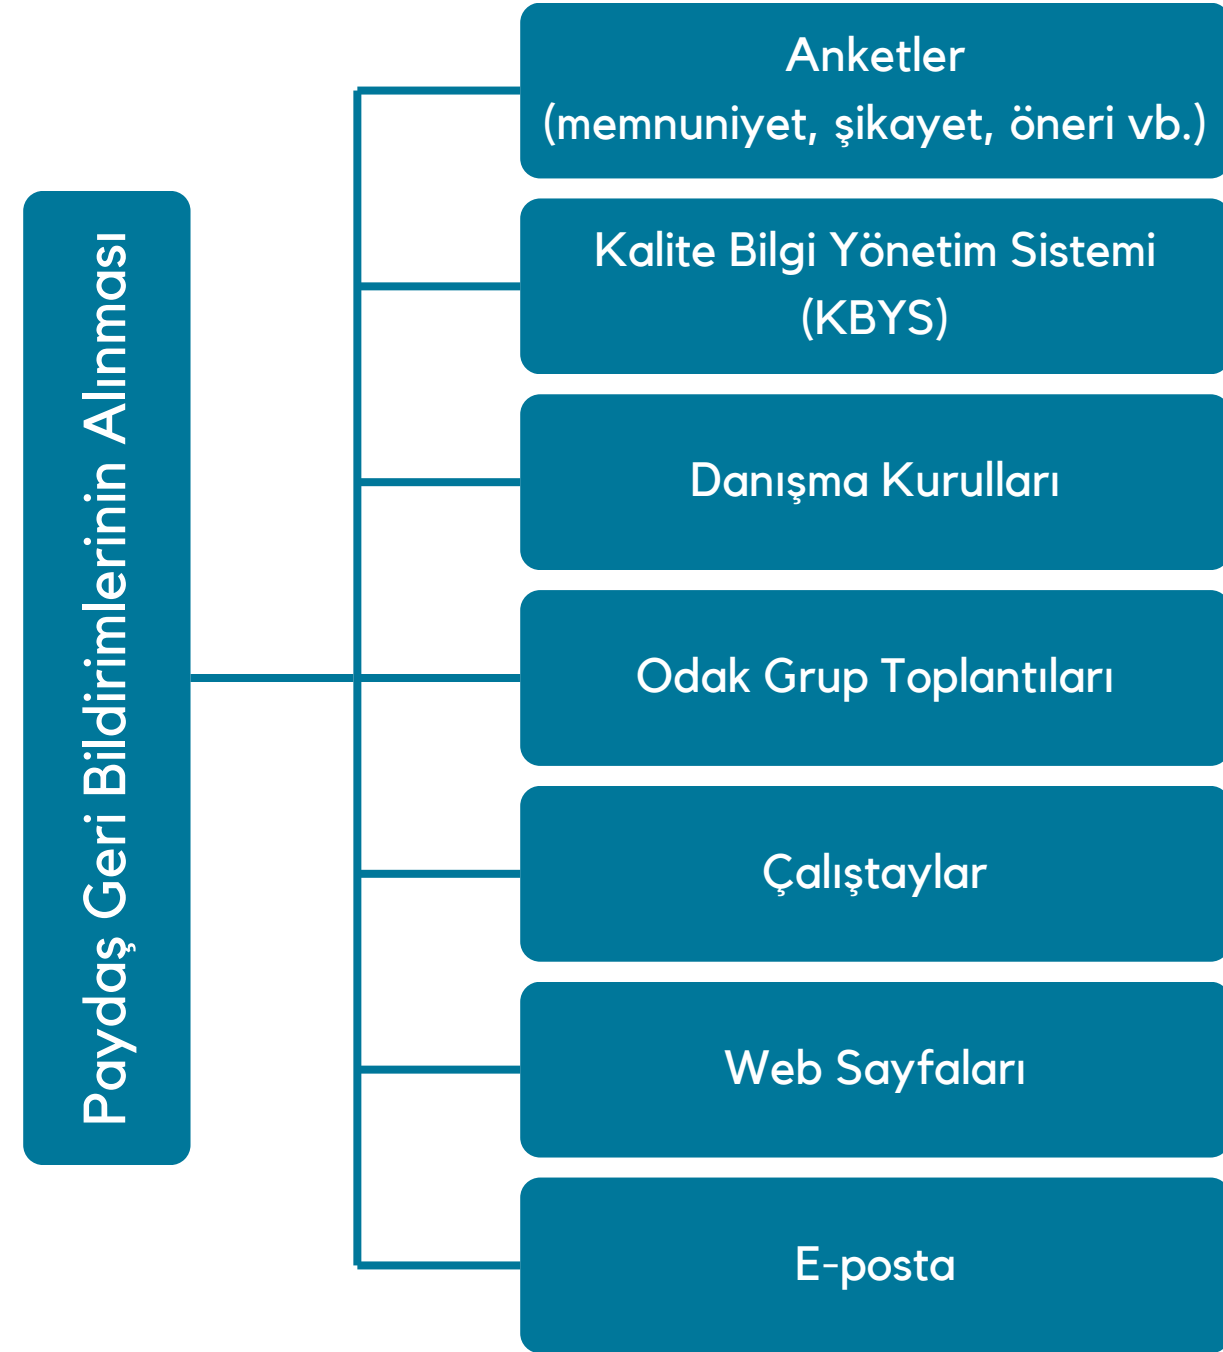 Paydaş Geri Bildirimlerinin Alınması
Anketler
(memnuniyet, şikayet, öneri vb.)
Kalite Bilgi Yönetim Sistemi
(KBYS)
Danışma Kurulları
Odak Grup Toplantıları
Çalıştaylar
Web Sayfaları
E-posta